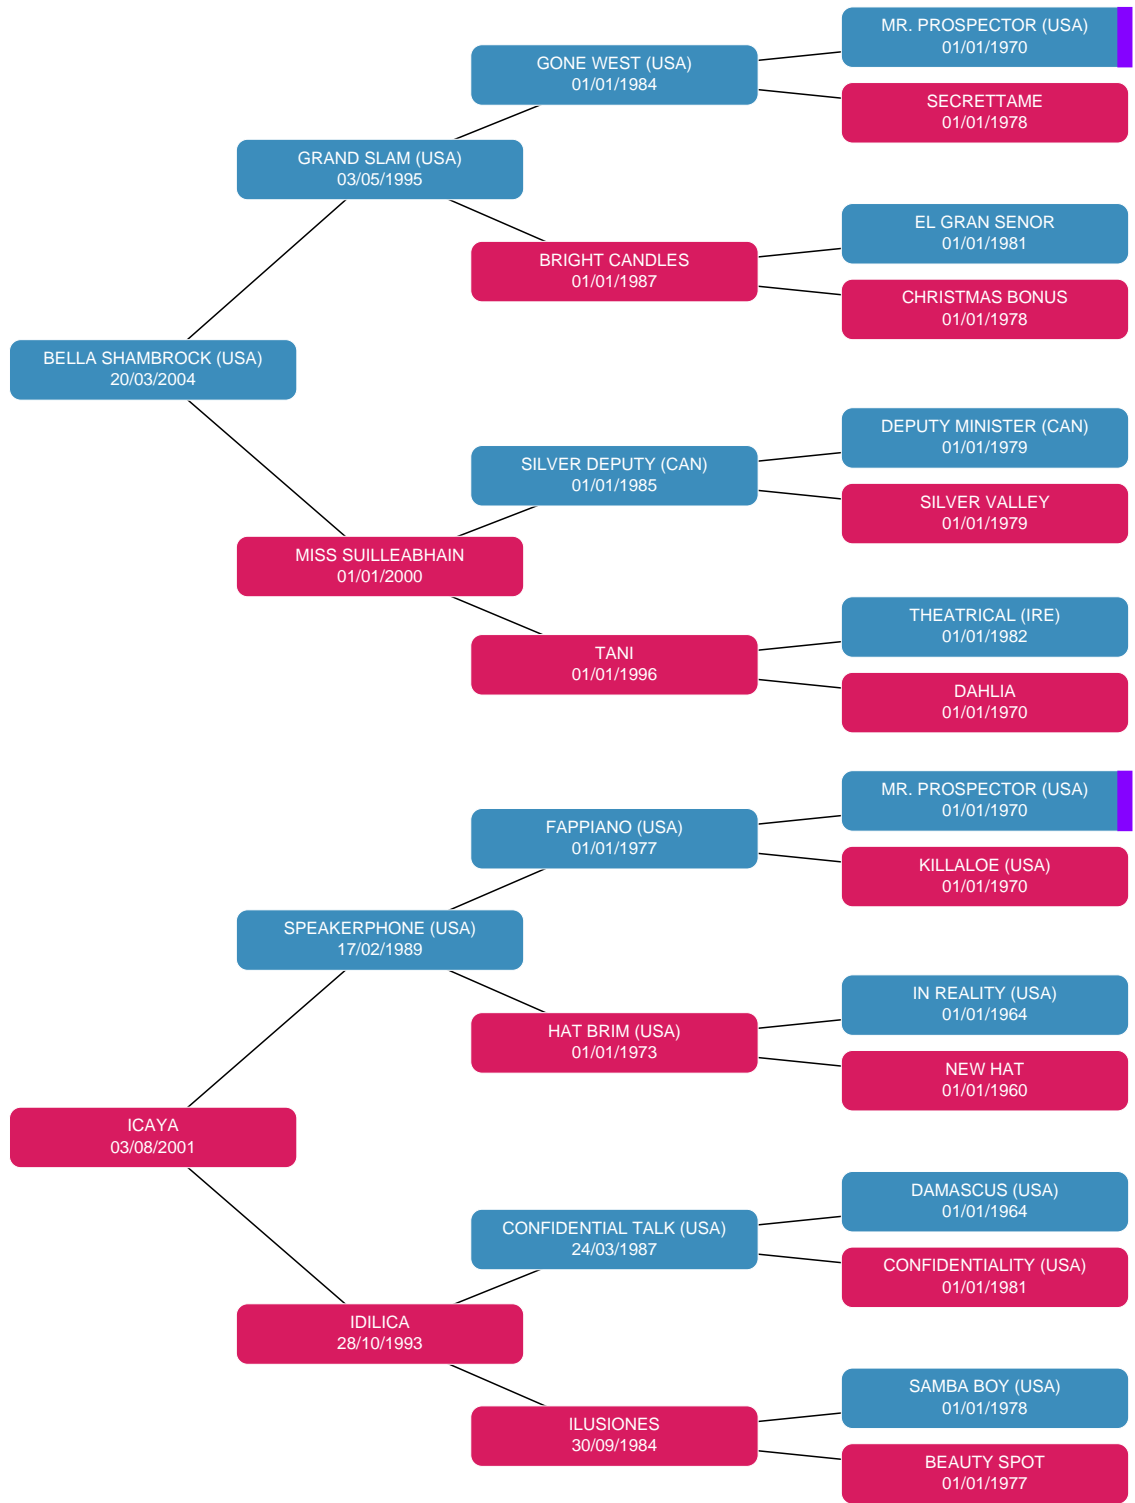 MR. PROSPECTOR (USA)
01/01/1970
GONE WEST (USA)
01/01/1984
SECRETTAME
01/01/1978
GRAND SLAM (USA)
03/05/1995
EL GRAN SENOR
01/01/1981
BRIGHT CANDLES
01/01/1987
CHRISTMAS BONUS
01/01/1978
BELLA SHAMBROCK (USA)
20/03/2004
DEPUTY MINISTER (CAN)
01/01/1979
SILVER DEPUTY (CAN)
01/01/1985
SILVER VALLEY
01/01/1979
MISS SUILLEABHAIN
01/01/2000
THEATRICAL (IRE)
01/01/1982
TANI
01/01/1996
DAHLIA
01/01/1970
MR. PROSPECTOR (USA)
01/01/1970
FAPPIANO (USA)
01/01/1977
KILLALOE (USA)
01/01/1970
SPEAKERPHONE (USA)
17/02/1989
IN REALITY (USA)
01/01/1964
HAT BRIM (USA)
01/01/1973
NEW HAT
01/01/1960
ICAYA
03/08/2001
DAMASCUS (USA)
01/01/1964
CONFIDENTIAL TALK (USA)
24/03/1987
CONFIDENTIALITY (USA)
01/01/1981
IDILICA
28/10/1993
SAMBA BOY (USA)
01/01/1978
ILUSIONES
30/09/1984
BEAUTY SPOT
01/01/1977